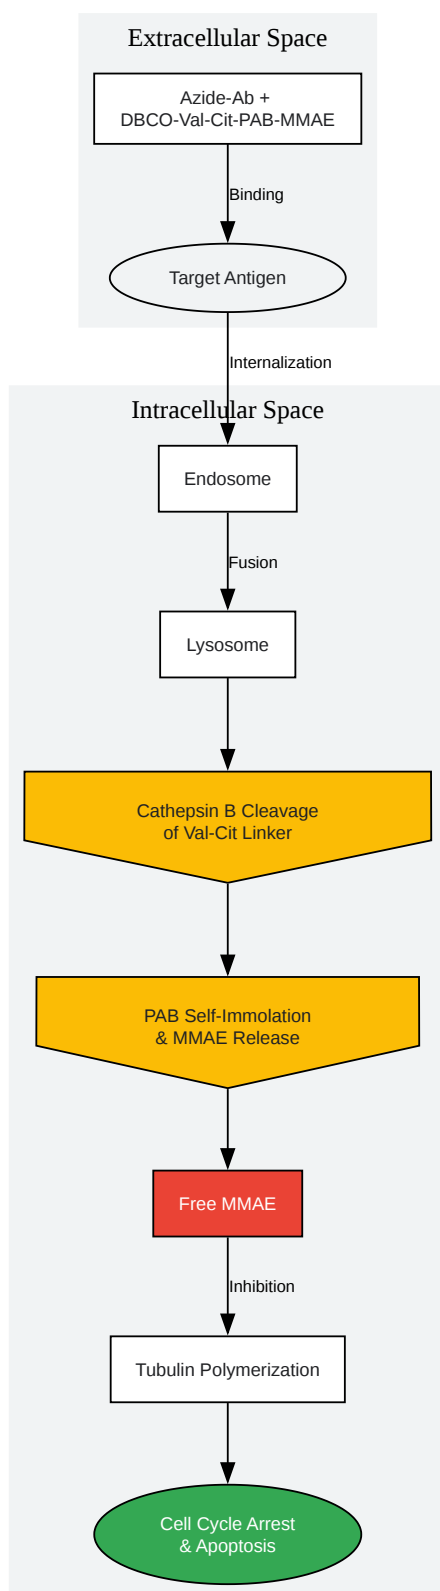 Extracellular Space
Azide-Ab +
DBCO-Val-Cit-PAB-MMAE
Binding
Target Antigen
Internalization
Intracellular Space
Endosome
Fusion
Lysosome
Cathepsin B Cleavage
of Val-Cit Linker
PAB Self-Immolation
& MMAE Release
Free MMAE
Inhibition
Tubulin Polymerization
Cell Cycle Arrest
& Apoptosis